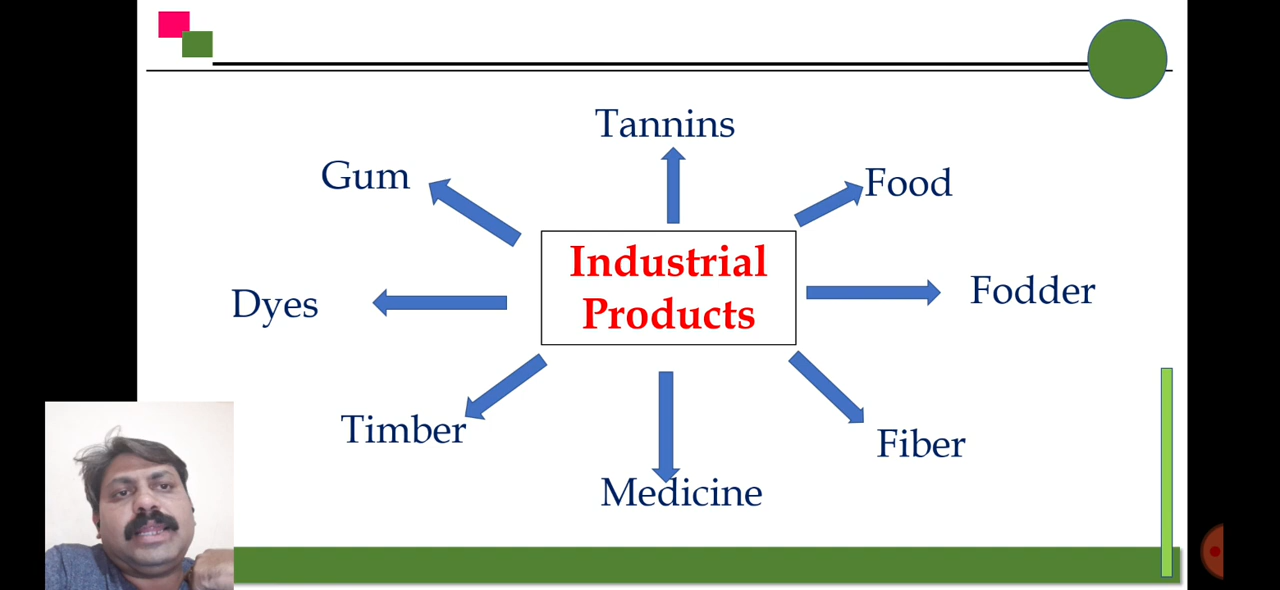 Tannins
Gum
Food
Industrial
Products
Fodder
Dyes
Timber
Fiber
Medicine